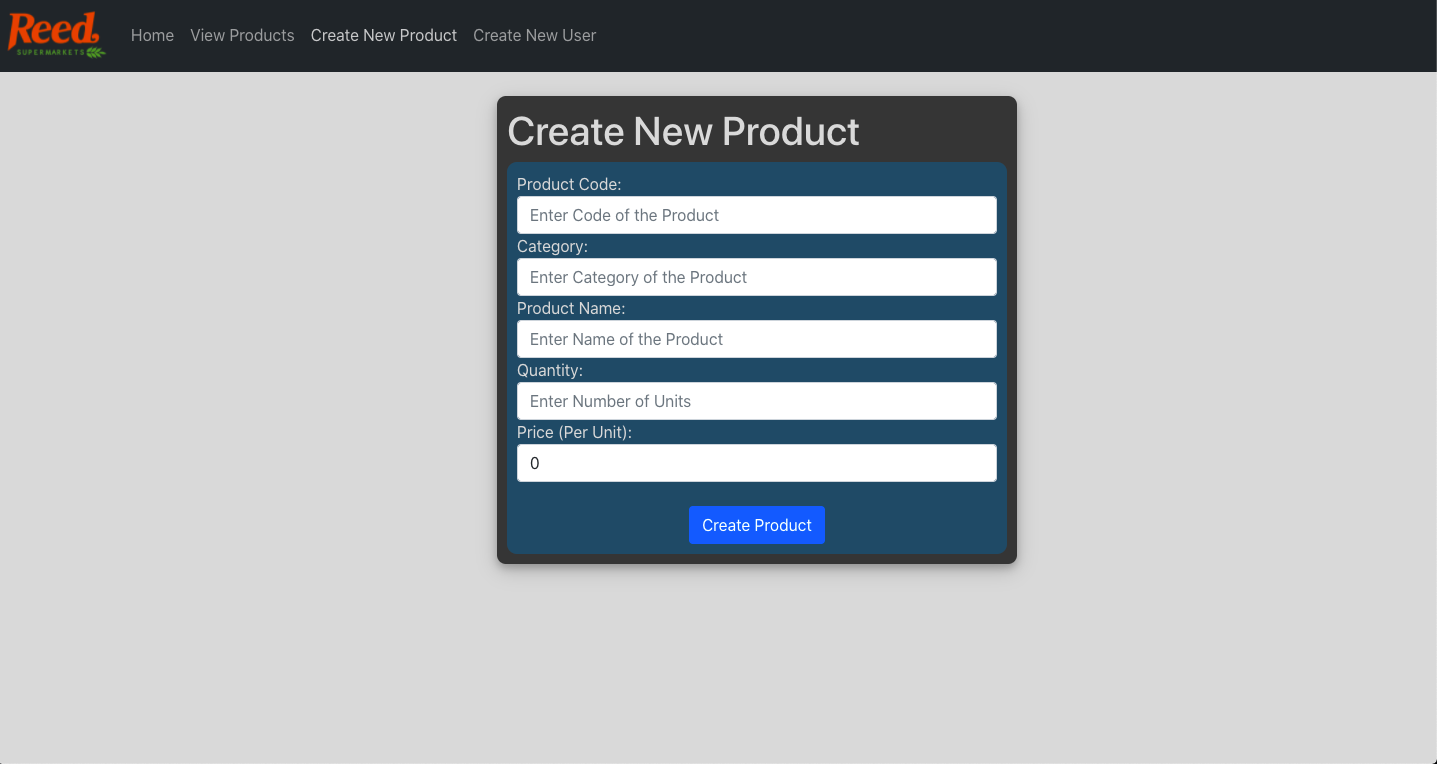 Reed
SUPERMARKETS
Home View Products Create New Product Create New User
Create New Product
Product Code:
Enter Code of the Product
Category:
Enter Category of the Product
Product Name:
Enter Name of the Product
Quantity:
Enter Number of Units
Price (Per Unit):
0
Create Product